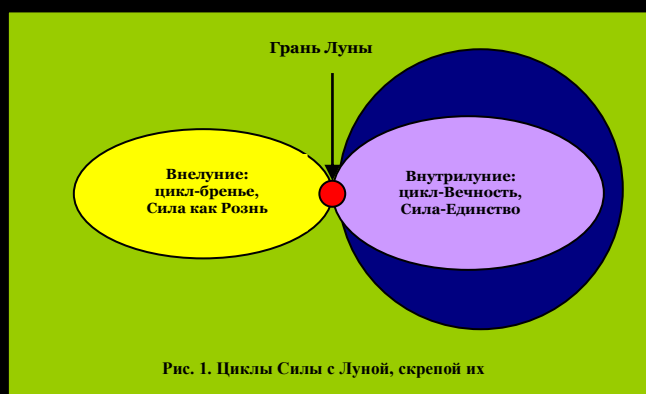 Грань Луны
Внелуние:
цикл-бренье,
Сила как Рознь
Внутрилуние:
цикл-Вечность,
Сила-Единство
Рис. 1. Циклы Силы с Луной, скрепой их